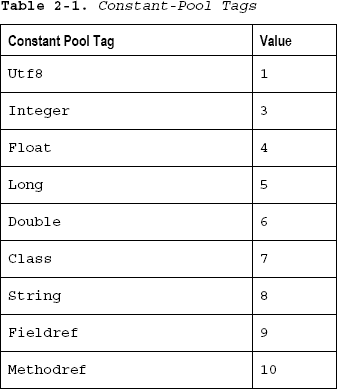 Table 2-1. Constant-Pool Tags
Constant Pool Tag Value
Utf8 1
Integer 3
Float 4
Long 5
Double 6
Class 7
String 8
Fieldref 9
Methodref 10